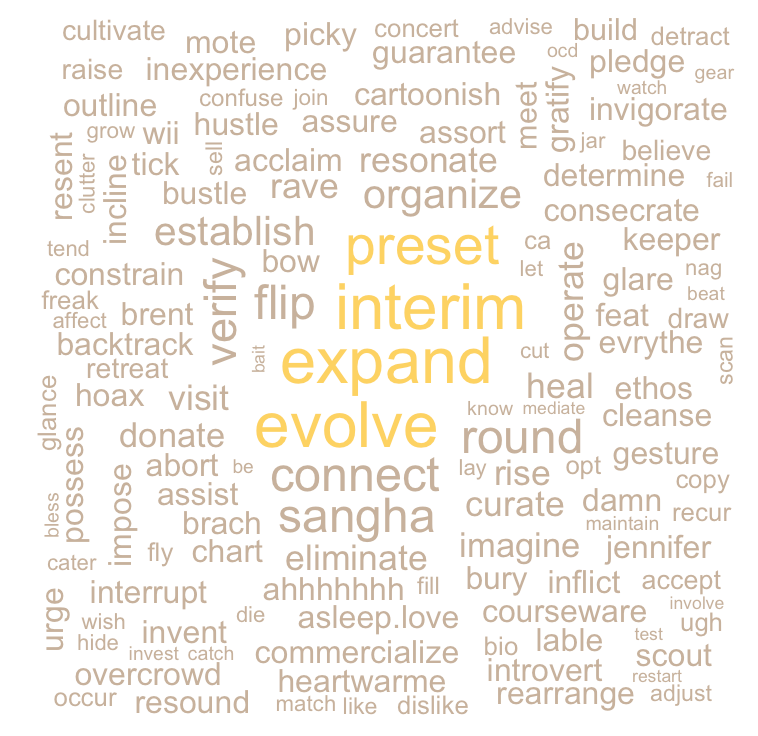 cultivate mote picky concert advise build detract
raise inexperience guarantee ocd pledge gear
outline confuse join cartoonish meet gratify watch invigorate
grow wii hustle assure assort jar believe
resent clutter incline tick sell acclaim resonate determine fail
bustle rave organize consecrate
tend establish preset ca keeper
constrain verify bow let operate glare nag
freak brent flip interim feat draw beat
affect
backtrack bait cut evrythe scan
retreat expand heal ethos
glance hoax visit know mediate cleanse
donate evolve round gesture
possess abort be connect lay rise opt copy
bless impose assist sangha curate damn recur
brach maintain
cater fly chart eliminate imagine jennifer
interrupt ahhhhhhh fill bury inflict accept
urge wish die asleep.love courseware involve ugh
hide invent commercialize bio lable test
invest catch scout
overcrowd heartwarme introvert restart
occur resound match like dislike rearrange adjust